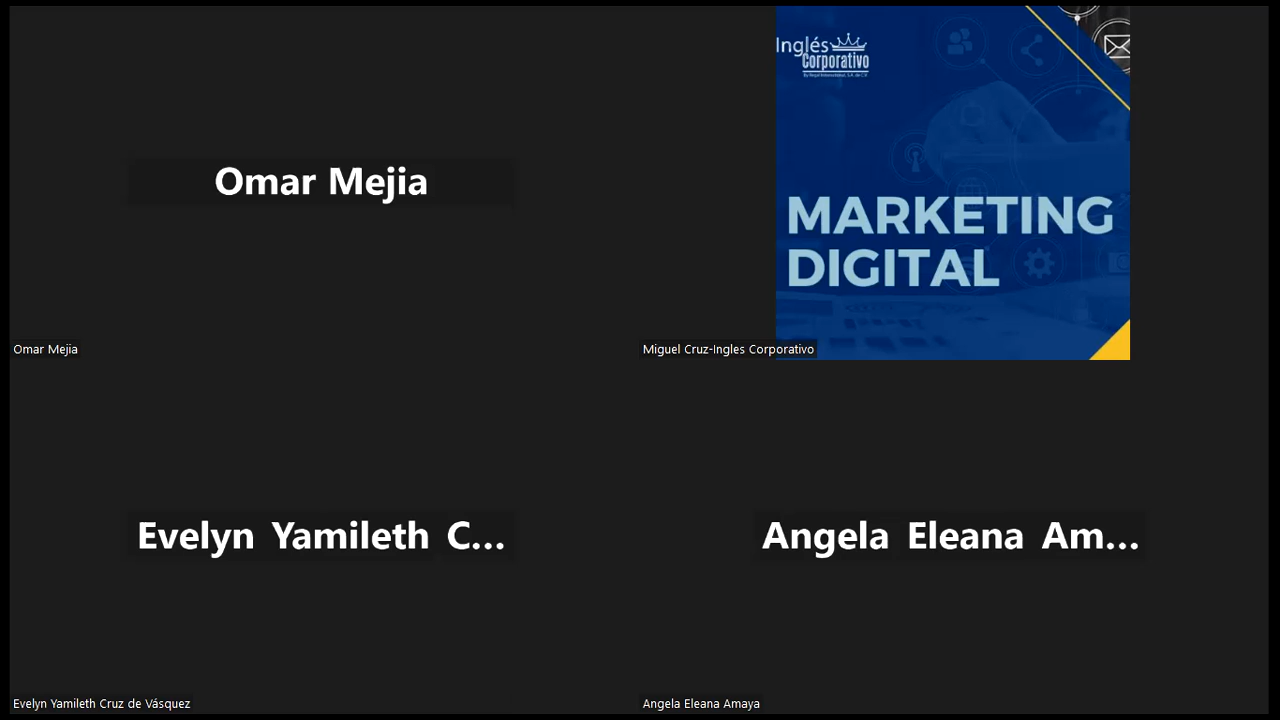 Omar Mejia
Omar Mejia
Inglés
Corporativo
MARKETING
DIGITAL
Miguel Cruz-Ingles Corporativo
Evelyn Yamileth C...
Evelyn Yamileth Cruz de Vásquez
Angela Eleana Am...
Angela Eleana Amaya